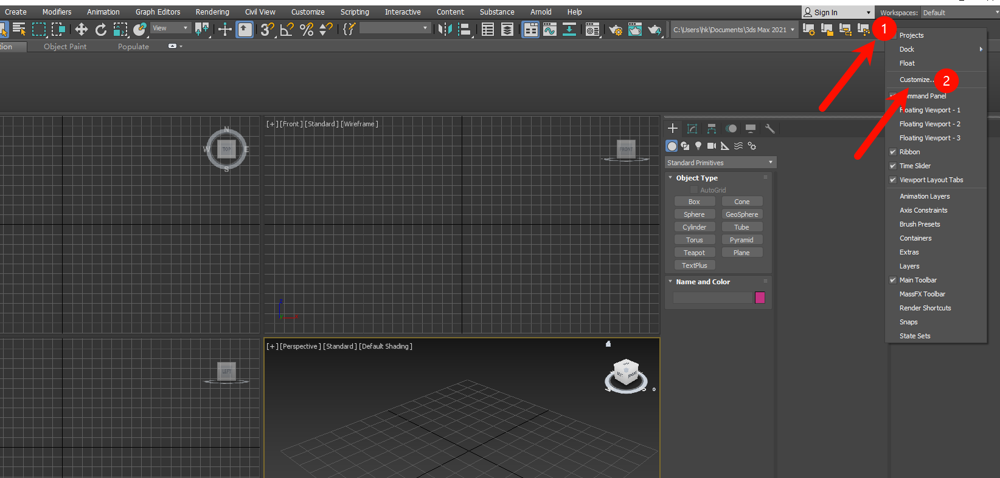 Create Modifiers Animation Graph Editors Rendering Civil View Customize Scripting Interactive Content Substance Arnold Help Sign In Workspaces: Default
View C:\Users\hk\Documents\3ds Max 2021 1
tion Object Paint Populate
Projects
Dock
Float
Customize.. 2
ommand Panel
Floating Viewport - 1
Floating Viewport - 2
Floating Viewport - 3
Ribbon
Time Slider
Viewport Layout Tabs
Animation Layers
Axis Constraints
Brush Presets
Containers
Extras
Layers
Main Toolbar
MassFX Toolbar
Render Shortcuts
Snaps
State Sets
N
W TOP E
S
[+] [Front ] [Standard ] [Wireframe ]
FRONT
z
y x
Standard Primitives
Object Type
AutoGrid
Box Cone
Sphere GeoSphere
Cylinder Tube
Torus Pyramid
Teapot Plane
TextPlus
Name and Color
LEFT
[+] [Perspective ] [Standard ] [Default Shading ]
FRONT